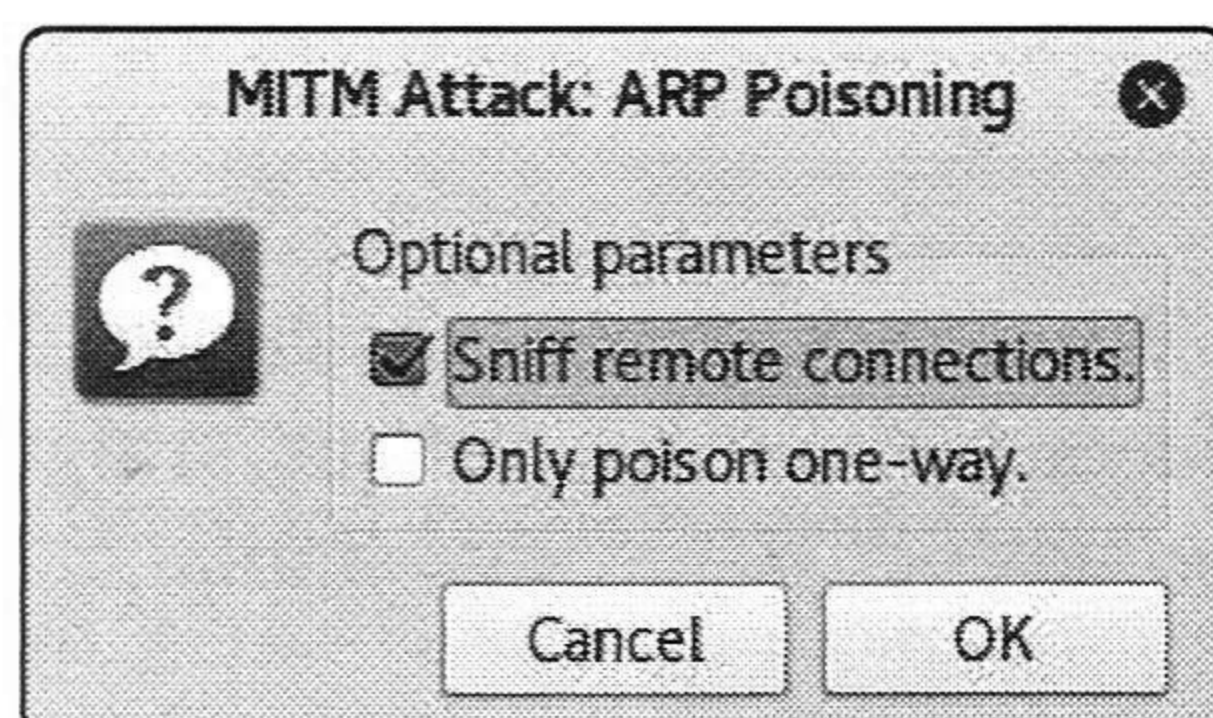 MITM Attack: ARP Poisoning
?
Optional parameters
Sniff remote connections.
Only poison one-way.
Cancel
OK